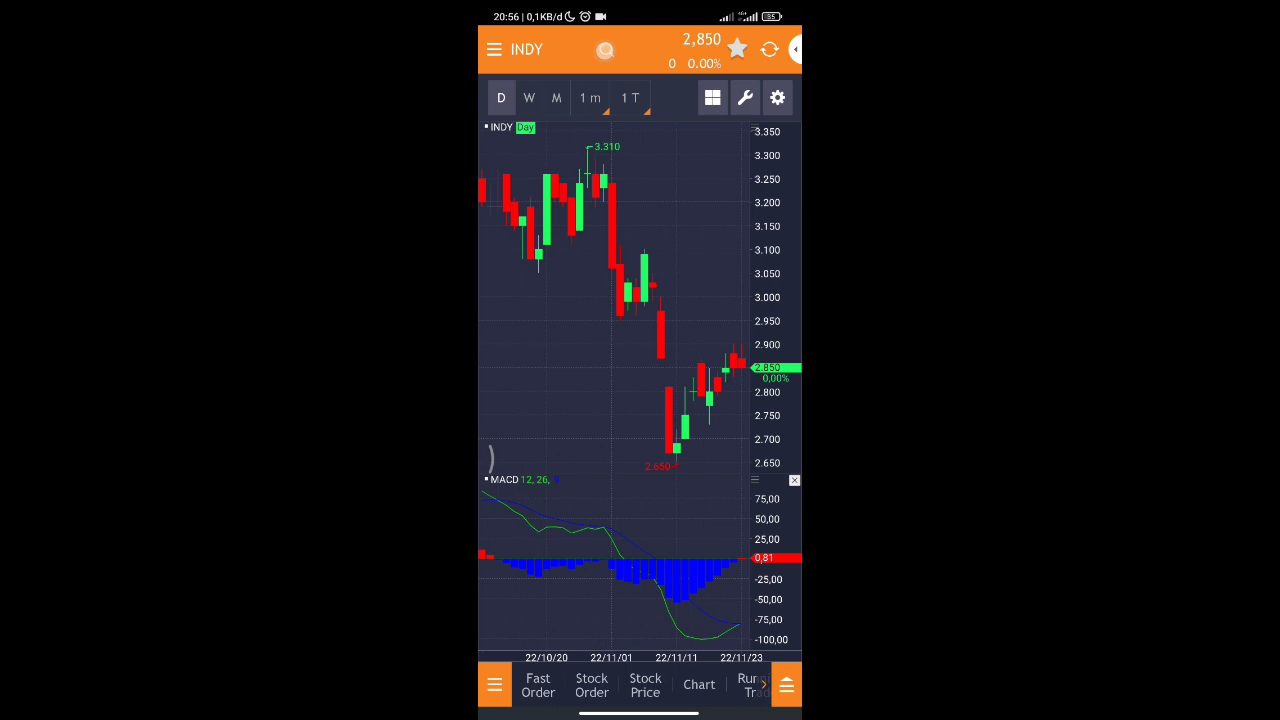 20:56 | 0,1KB/d
85
INDY
2,850
0 0.00%
D W M 1 m 1 T
INDY Day
3.350
3.310
3.300
3.250
3.200
3.150
3.100
3.050
3.000
2.950
2.900
2.850
0,00%
2.800
2.750
2.700
2.650
2.650
MACD 12, 26,
75,00
50,00
25,00
0,81
-25,00
-50,00
-75,00
-100,00
22/10/20 22/11/01 22/11/11 22/11/23
Fast Order
Stock Order
Stock Price
Chart